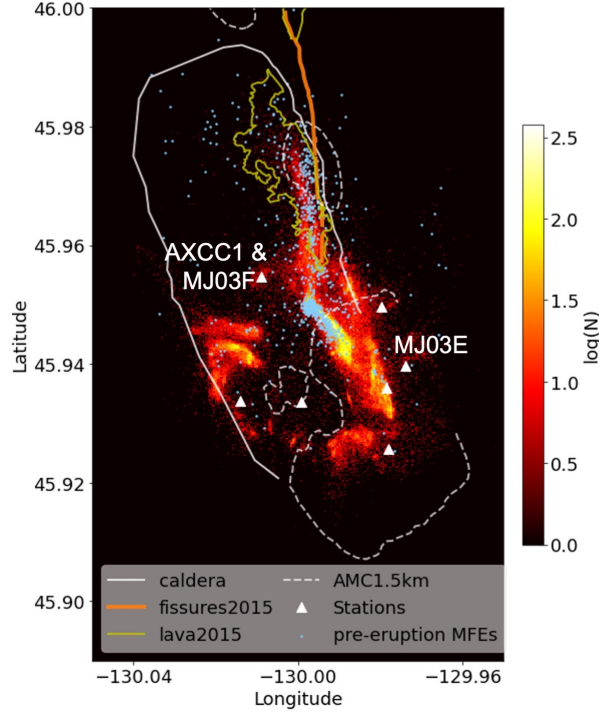 46.00
45.98
45.96
45.94
45.92
45.90
Latitude
AXCC1 &
MJ03F
MJ03E
caldera
fissures2015
lava2015
AMC1.5km
Stations
pre-eruption MFEs
−130.04
−130.00
−129.96
Longitude
2.5
2.0
1.5
1.0
0.5
0.0
log(N)